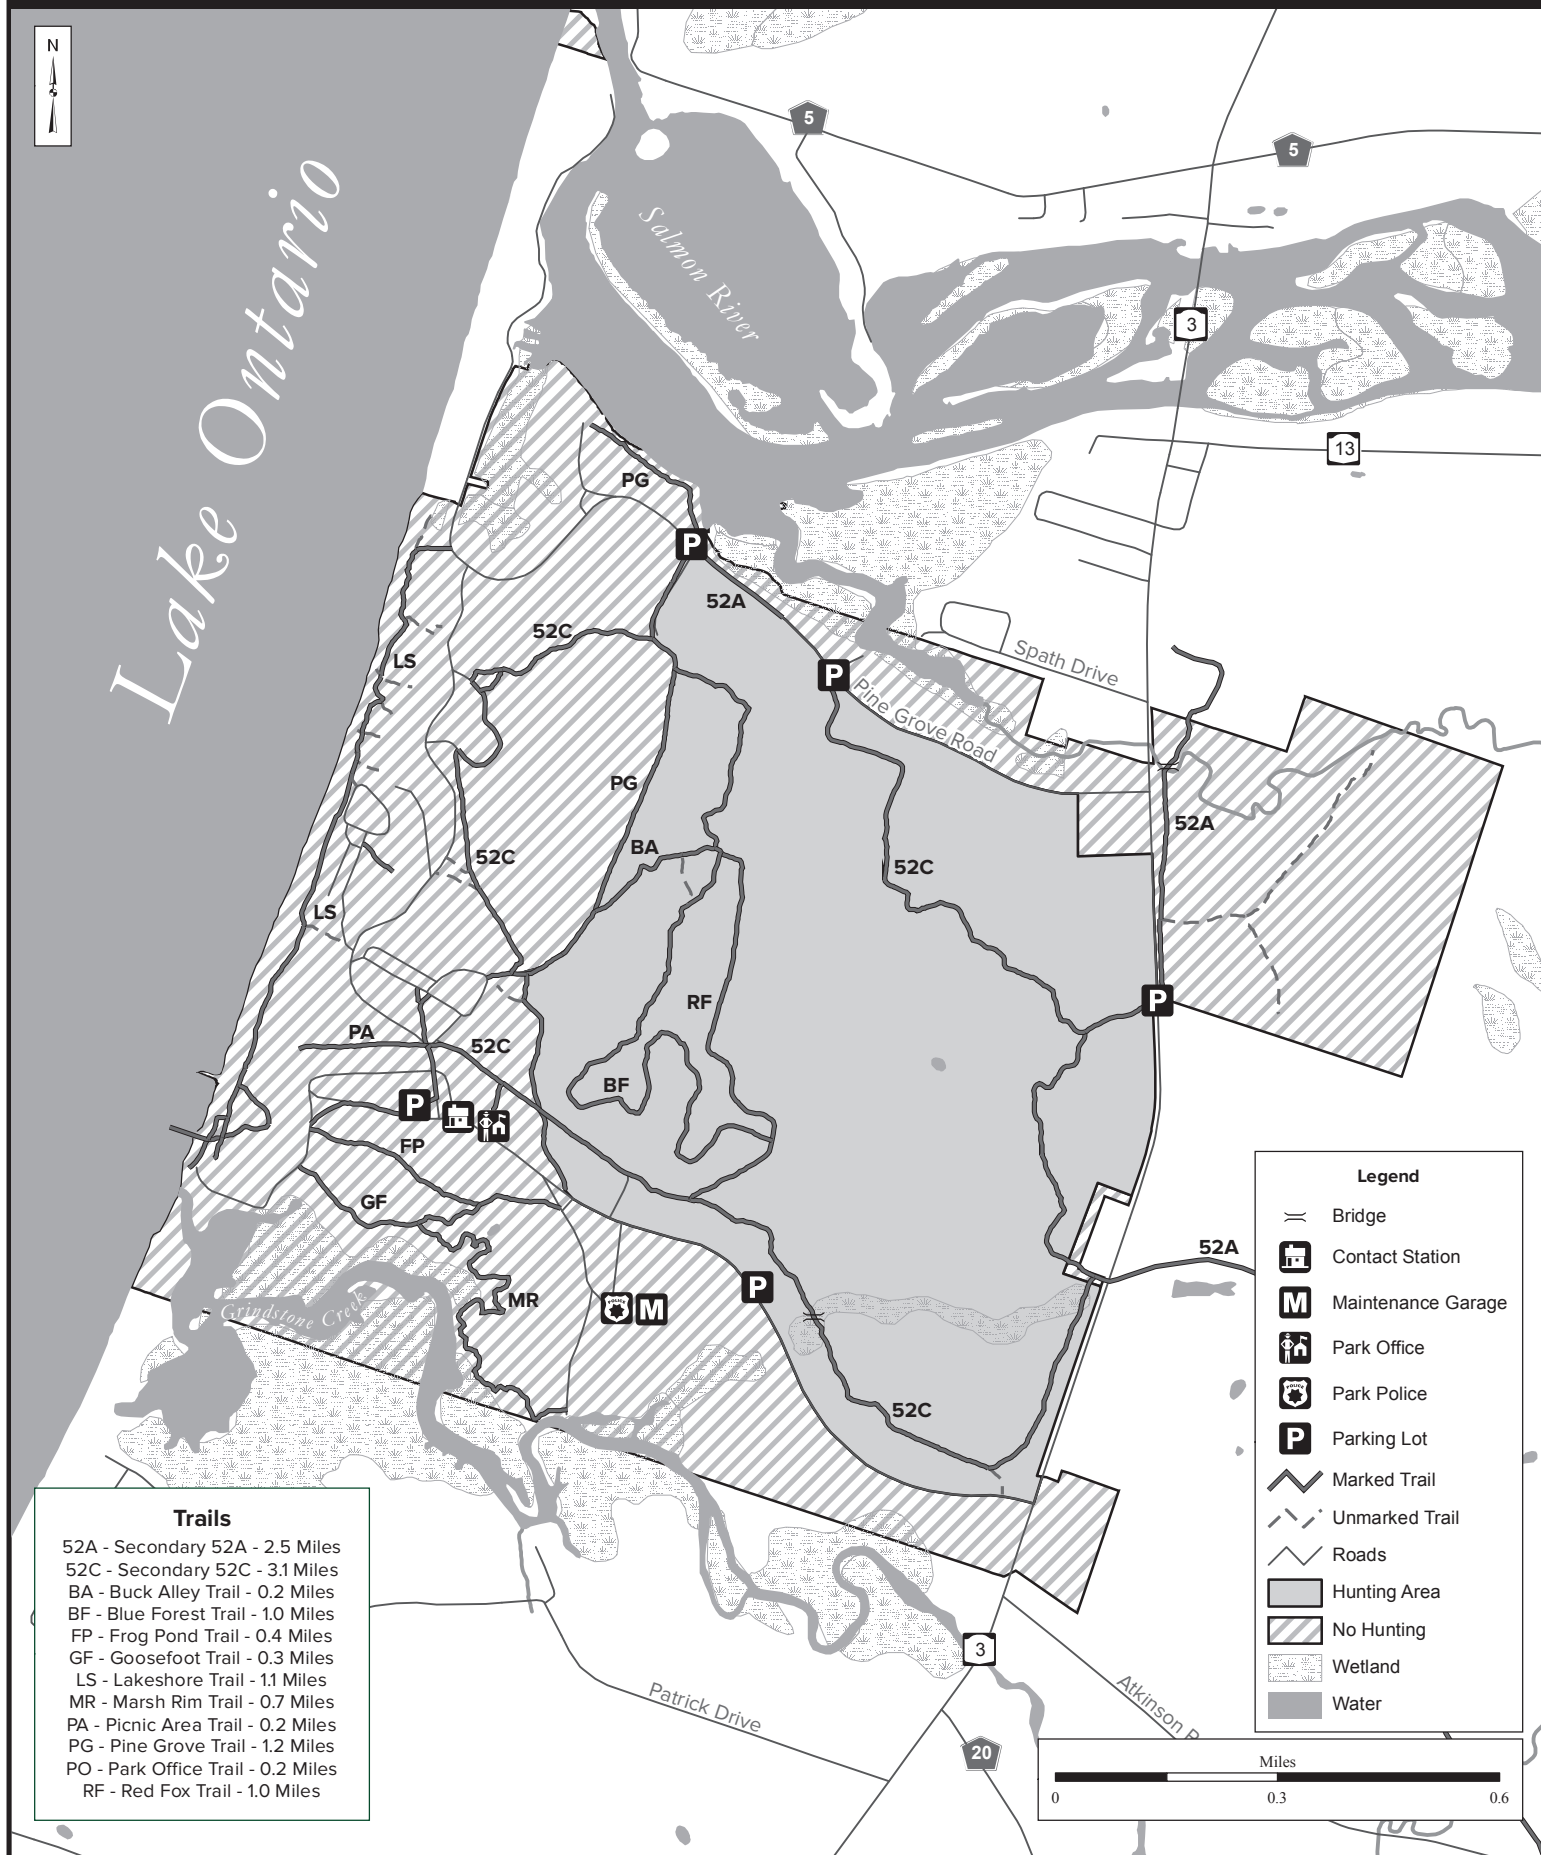 N
5
5
Lake Ontario
Salmon River
3
13
PG
P
52A
52C
LS
Spath Drive
P
Pine Grove Road
PG
52A
BA
52C
52C
LS
RF
P
PA
52C
BF
P
FP
GF
52A
MR
POLICE
M
P
Grindstone Creek
52C
3
Patrick Drive
Atkinson R
20
Legend
Bridge
Contact Station
M
Maintenance Garage
Park Office
POLICE
Park Police
P
Parking Lot
Marked Trail
Unmarked Trail
Roads
Hunting Area
No Hunting
Wetland
Water
Trails
52A - Secondary 52A - 2.5 Miles
52C - Secondary 52C - 3.1 Miles
BA - Buck Alley Trail - 0.2 Miles
BF - Blue Forest Trail - 1.0 Miles
FP - Frog Pond Trail - 0.4 Miles
GF - Goosefoot Trail - 0.3 Miles
LS - Lakeshore Trail - 1.1 Miles
MR - Marsh Rim Trail - 0.7 Miles
PA - Picnic Area Trail - 0.2 Miles
PG - Pine Grove Trail - 1.2 Miles
PO - Park Office Trail - 0.2 Miles
RF - Red Fox Trail - 1.0 Miles
Miles
0 0.3 0.6